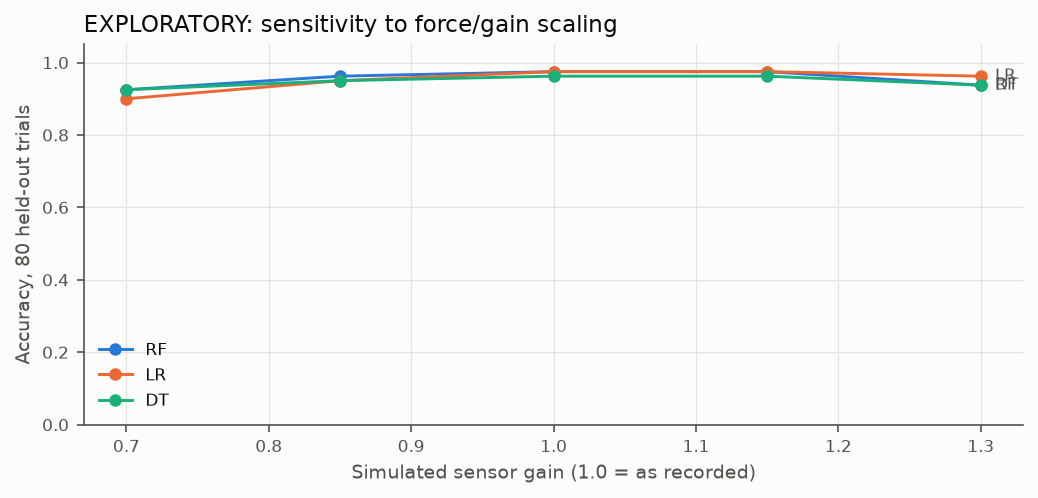 EXPLORATORY: sensitivity to force/gain scaling
Accuracy, 80 held-out trials
1.0
0.8
0.6
0.4
0.2
0.0
RF
LR
DT
LR
0.7
0.8
0.9
1.0
1.1
1.2
1.3
Simulated sensor gain (1.0 = as recorded)